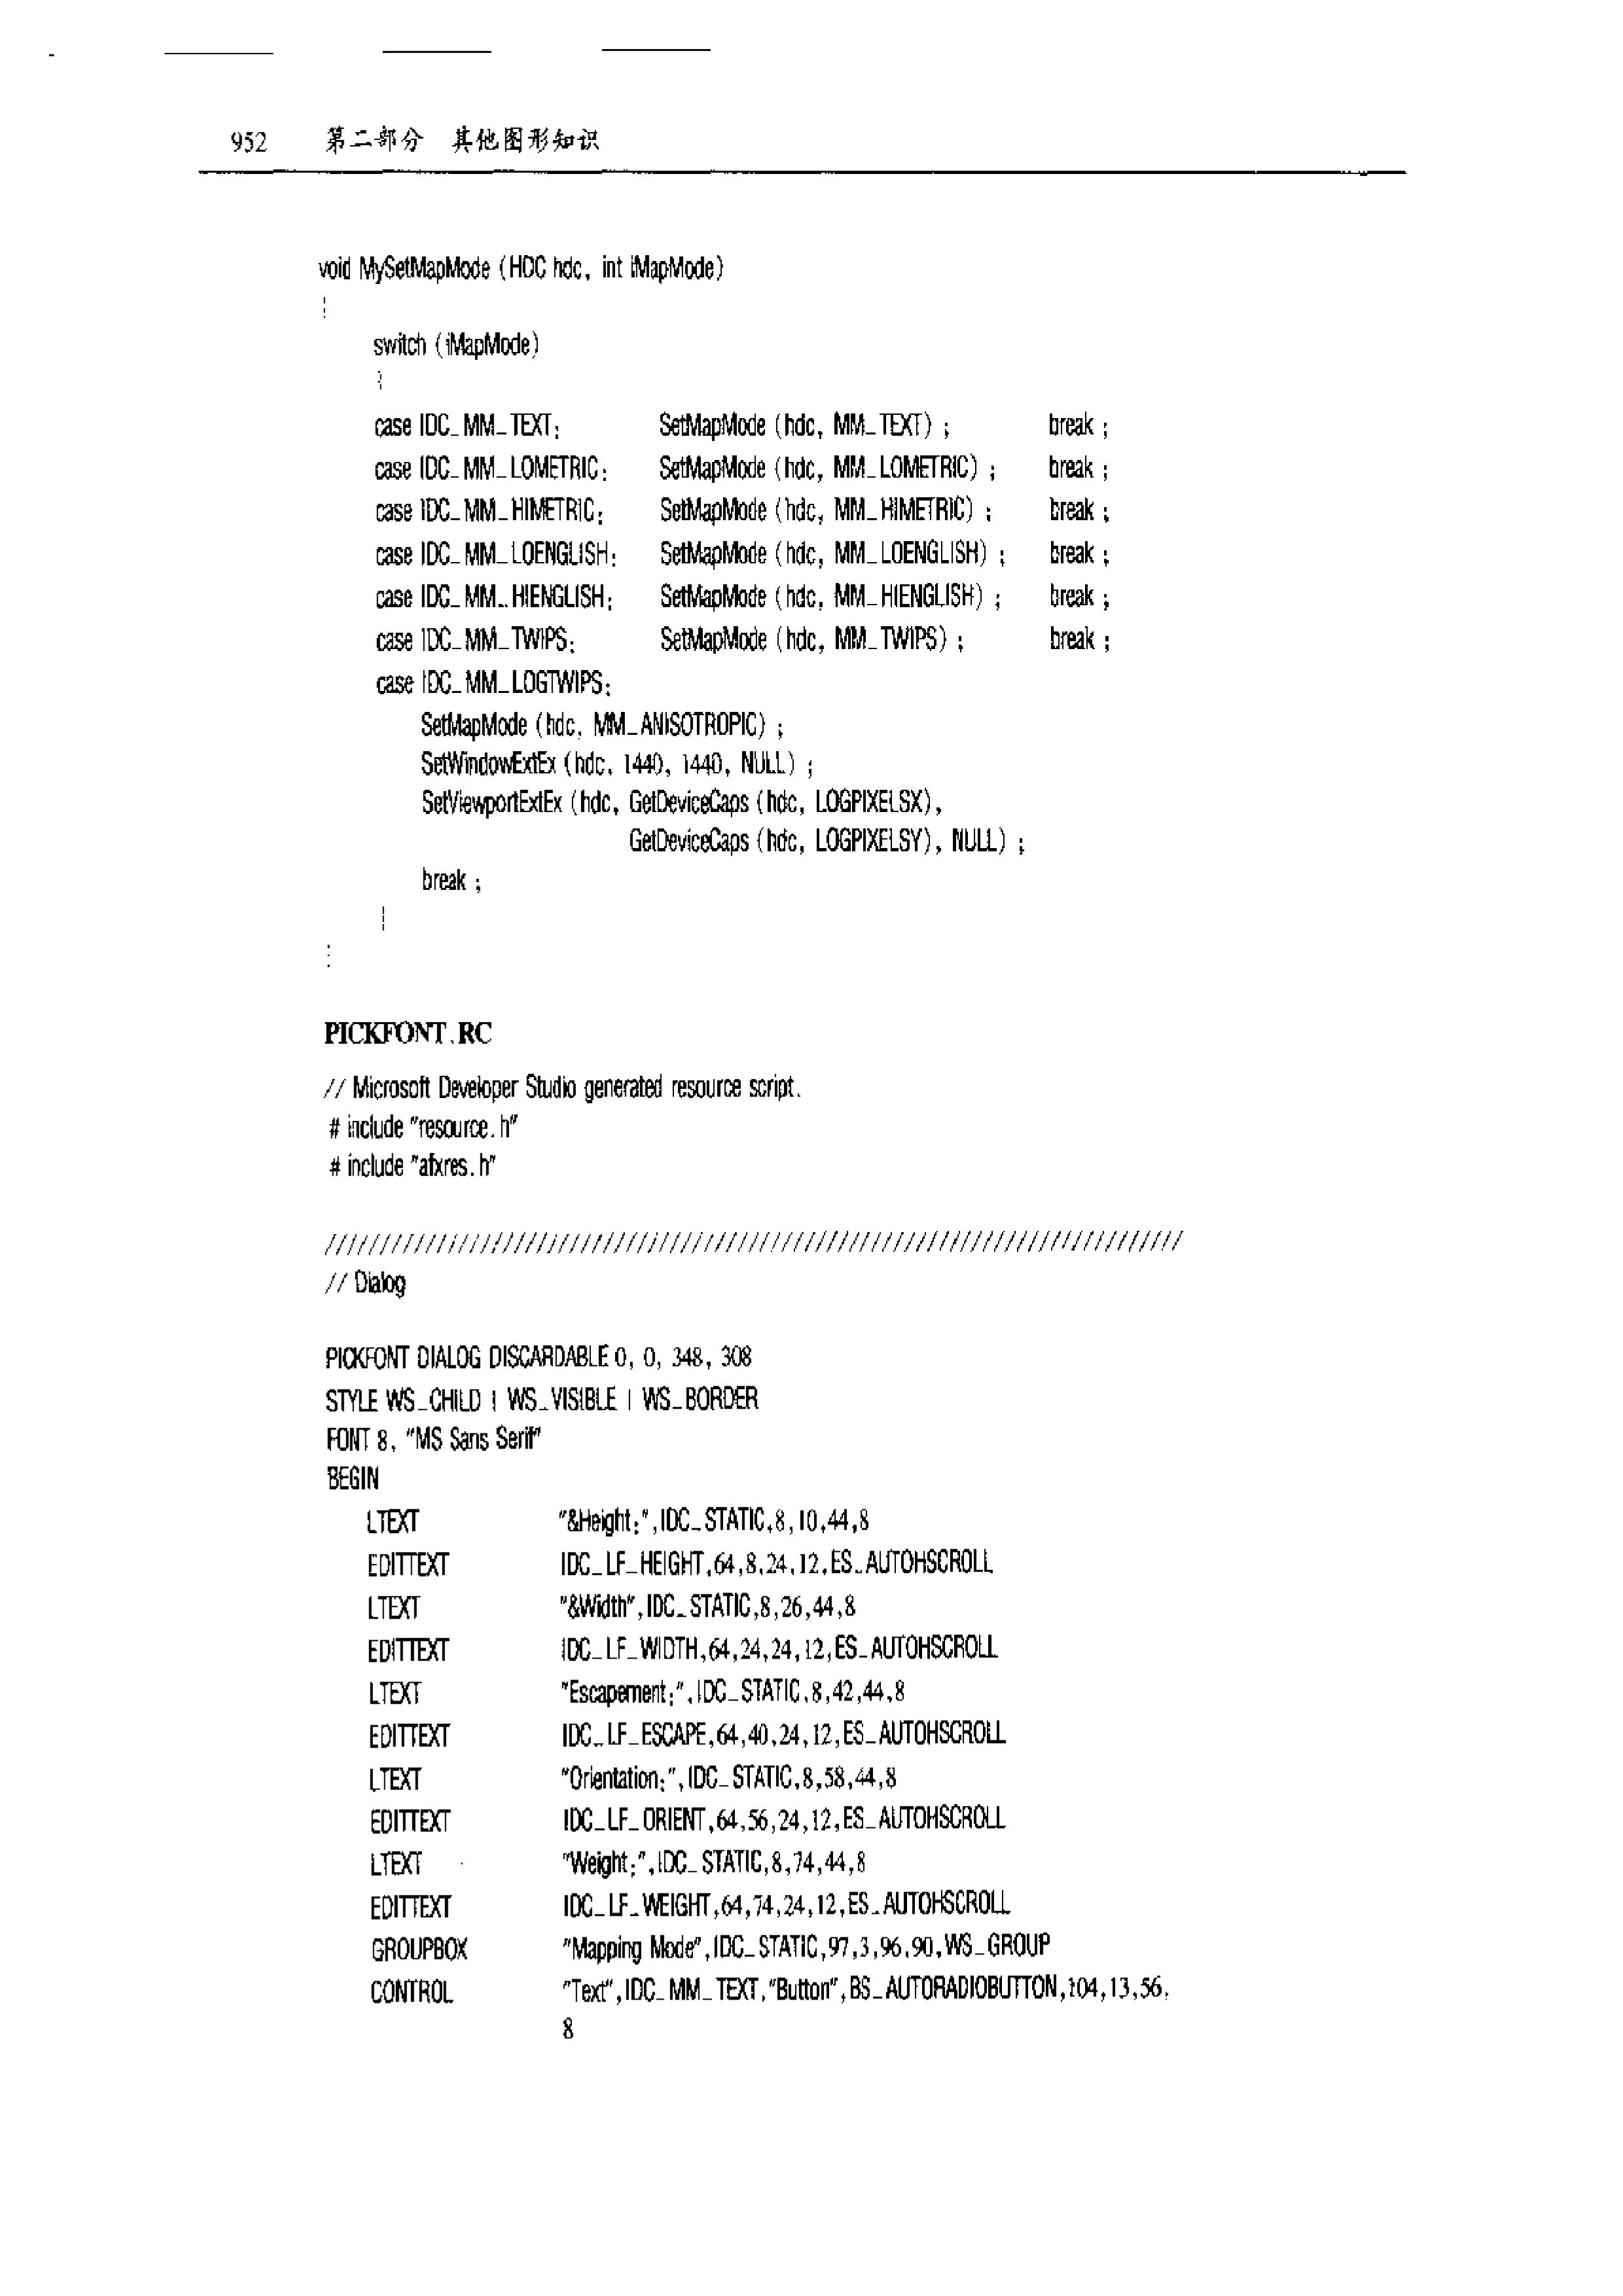 952 第二部分 其他图形知识
void MySetMapMode (HDC hdc, int iMapMode)
{
switch (iMapMode)
{
case IDC_MM_TEXT: SetMapMode (hdc, MM_TEXT) ; break ;
case IDC_MM_LOMETRIC: SetMapMode (hdc, MM_LOMETRIC) ; break ;
case IDC_MM_HIMETRIC: SetMapMode (hdc, MM_HIMETRIC) ; break ;
case IDC_MM_LOENGLISH: SetMapMode (hdc, MM_LOENGLISH) ; break ;
case IDC_MM_HIENGLISH: SetMapMode (hdc, MM_HIENGLISH) ; break ;
case IDC_MM_TWIPS: SetMapMode (hdc, MM_TWIPS) ; break ;
case IDC_MM_LOGTWIPS:
SetMapMode (hdc, MM_ANISOTROPIC) ;
SetWindowExtEx (hdc, 1440, 1440, NULL) ;
SetViewportExtEx (hdc, GetDeviceCaps (hdc, LOGPIXELSX),
GetDeviceCaps (hdc, LOGPIXELSY), NULL) ;
break ;
}
}
PICKFONT.RC
// Microsoft Developer Studio generated resource script.
# include "resource.h"
# include "afxres.h"
/////////////////////////////////////////////////////////////////////////////
// Dialog
PICKFONT DIALOG DISCARDABLE 0, 0, 348, 308
STYLE WS_CHILD | WS_VISIBLE | WS_BORDER
FONT 8, "MS Sans Serif"
BEGIN
LTEXT "&Height:",IDC_STATIC,8,10,44,8
EDITTEXT IDC_LF_HEIGHT,64,8,24,12,ES_AUTOHSCROLL
LTEXT "&Width",IDC_STATIC,8,26,44,8
EDITTEXT IDC_LF_WIDTH,64,24,24,12,ES_AUTOHSCROLL
LTEXT "Escapement:",IDC_STATIC,8,42,44,8
EDITTEXT IDC_LF_ESCAPE,64,40,24,12,ES_AUTOHSCROLL
LTEXT "Orientation:",IDC_STATIC,8,58,44,8
EDITTEXT IDC_LF_ORIENT,64,56,24,12,ES_AUTOHSCROLL
LTEXT "Weight:",IDC_STATIC,8,74,44,8
EDITTEXT IDC_LF_WEIGHT,64,74,24,12,ES_AUTOHSCROLL
GROUPBOX "Mapping Mode",IDC_STATIC,97,3,96,90,WS_GROUP
CONTROL "Text",IDC_MM_TEXT,"Button",BS_AUTORADIOBUTTON,104,13,56,
8